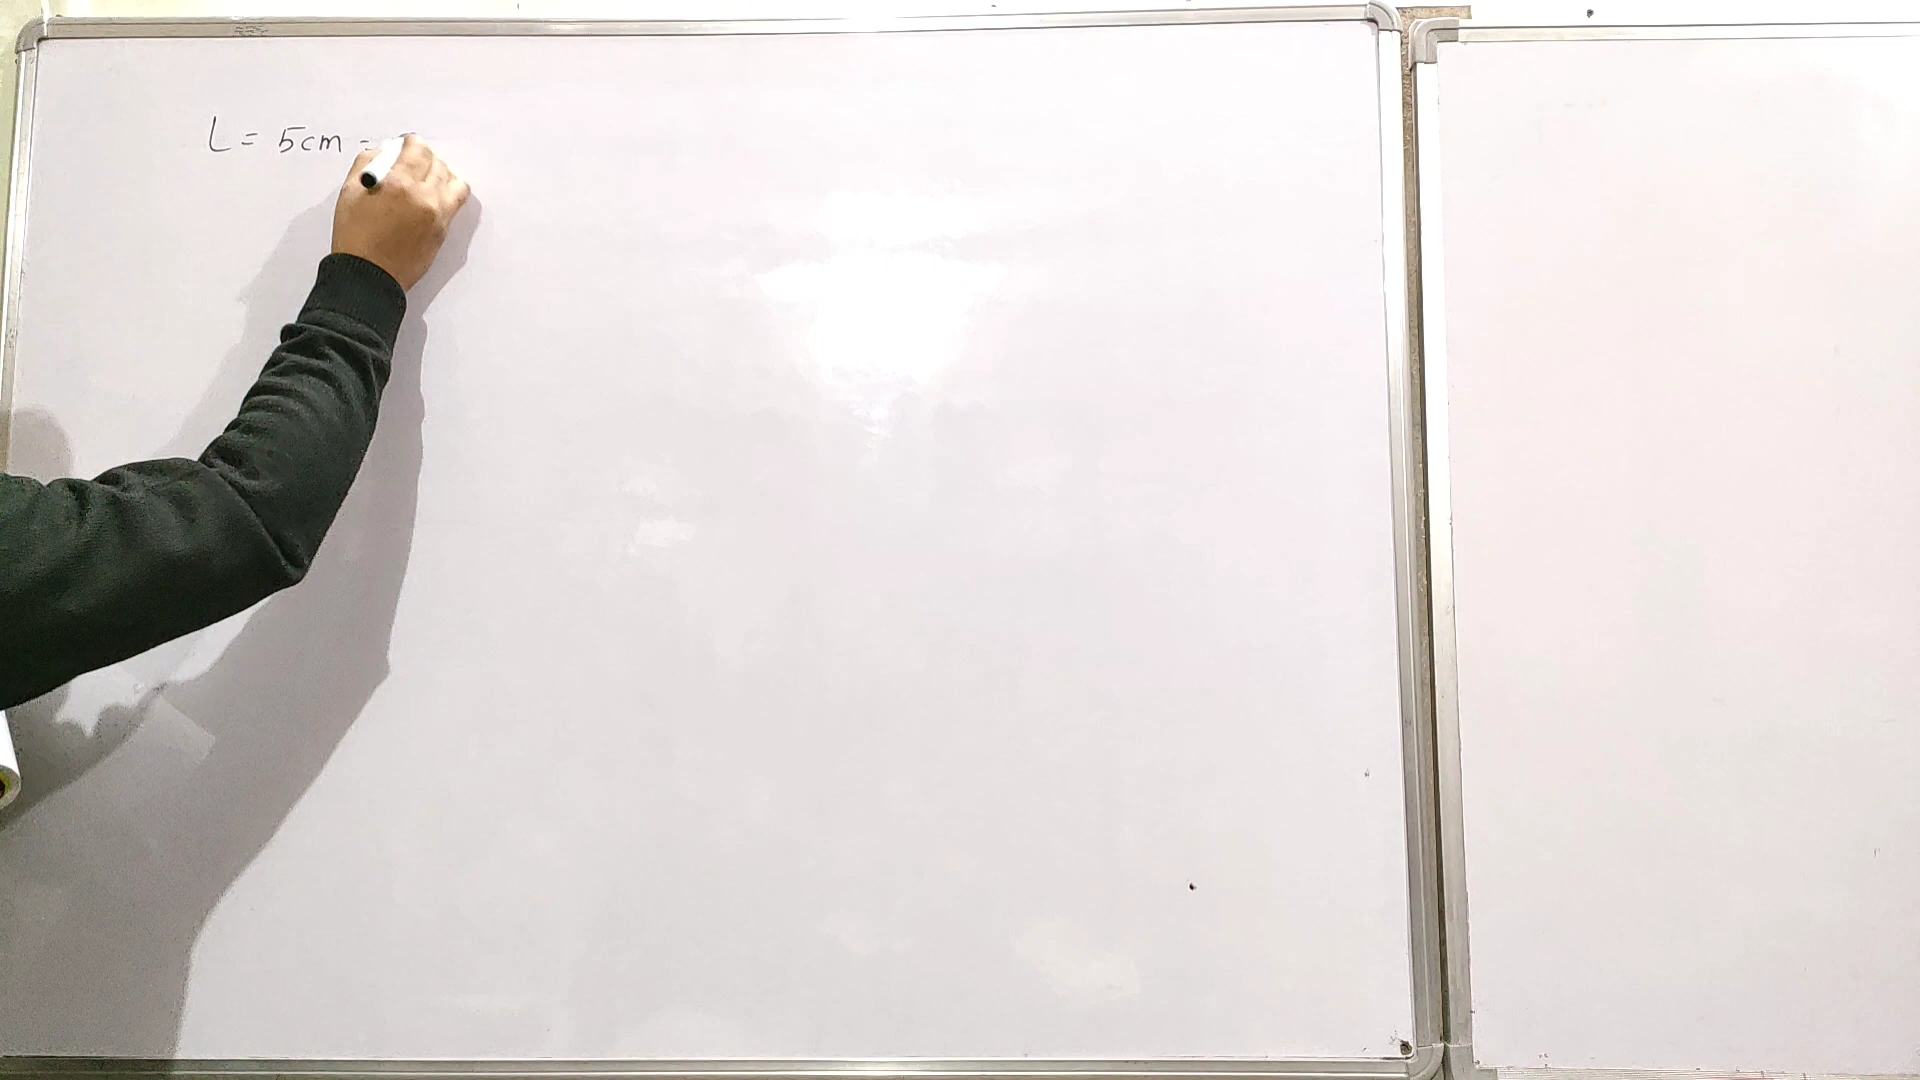 L = 5cm =